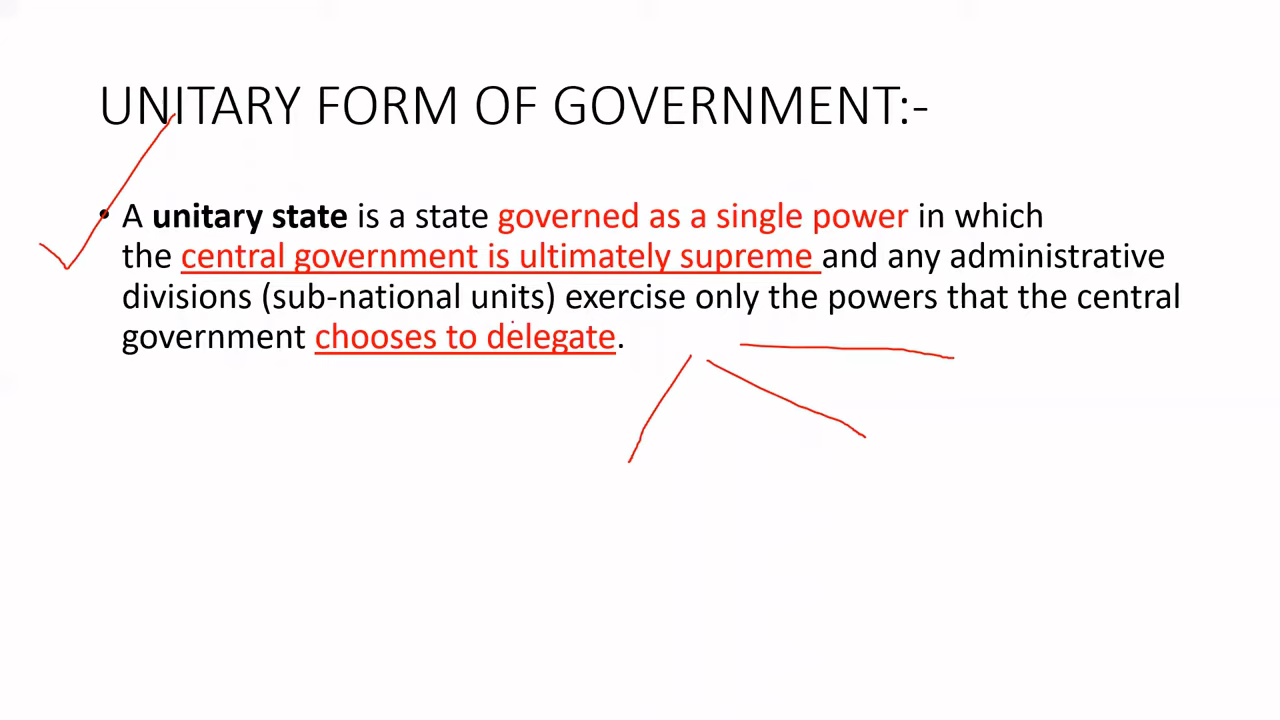 UNITARY FORM OF GOVERNMENT:-
• A unitary state is a state governed as a single power in which
the central government is ultimately supreme and any administrative
divisions (sub-national units) exercise only the powers that the central
government chooses to delegate.